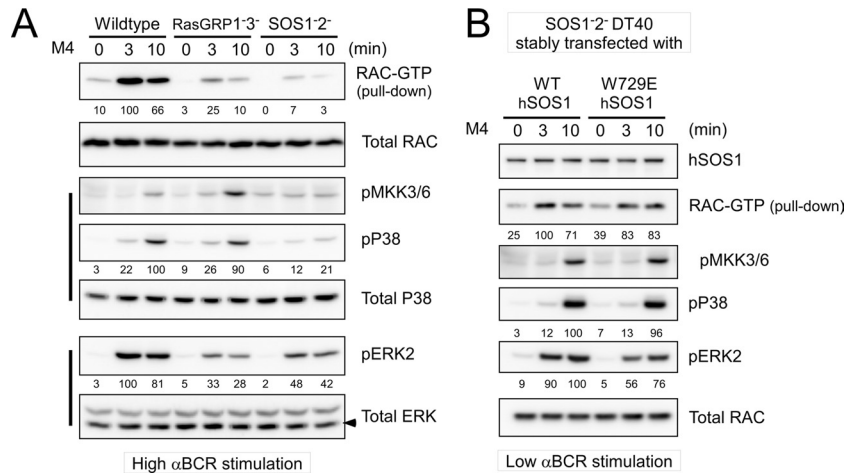 A
Wildtype RasGRP1-3- SOS1-2-
M4 0 3 10 0 3 10 0 3 10 (min)
RAC-GTP
(pull-down)
10 100 66 3 25 10 0 7 3
Total RAC
pMKK3/6
pP38
3 22 100 9 26 90 6 12 21
Total P38
pERK2
3 100 81 5 33 28 2 48 42
Total ERK
High αBCR stimulation
B
SOS1-2- DT40
stably transfected with
WT
hSOS1
W729E
hSOS1
M4 0 3 10 0 3 10 (min)
hSOS1
RAC-GTP (pull-down)
25 100 71 39 83 83
pMKK3/6
pP38
3 12 100 7 13 96
pERK2
9 90 100 5 56 76
Total RAC
Low αBCR stimulation